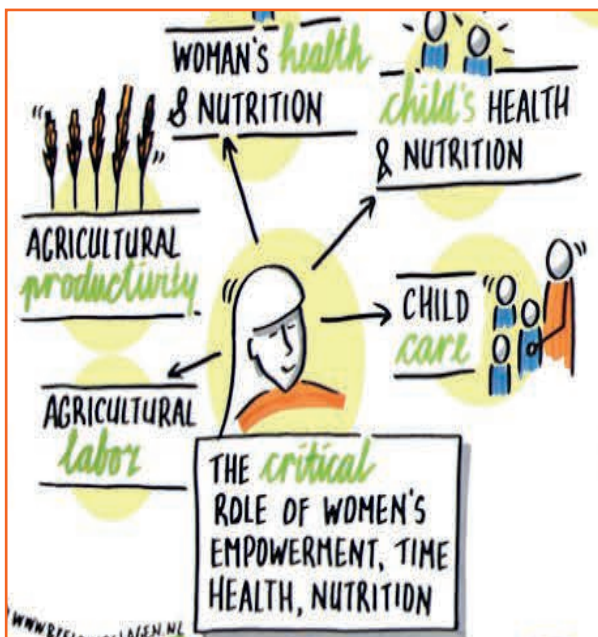 WOMAN'S health
& NUTRITION
child's HEALTH
& NUTRITION
AGRICULTURAL
productivity
CHILD
care
AGRICULTURAL
labor
THE critical
ROLE OF WOMEN'S
EMPOWERMENT, TIME
HEALTH, NUTRITION